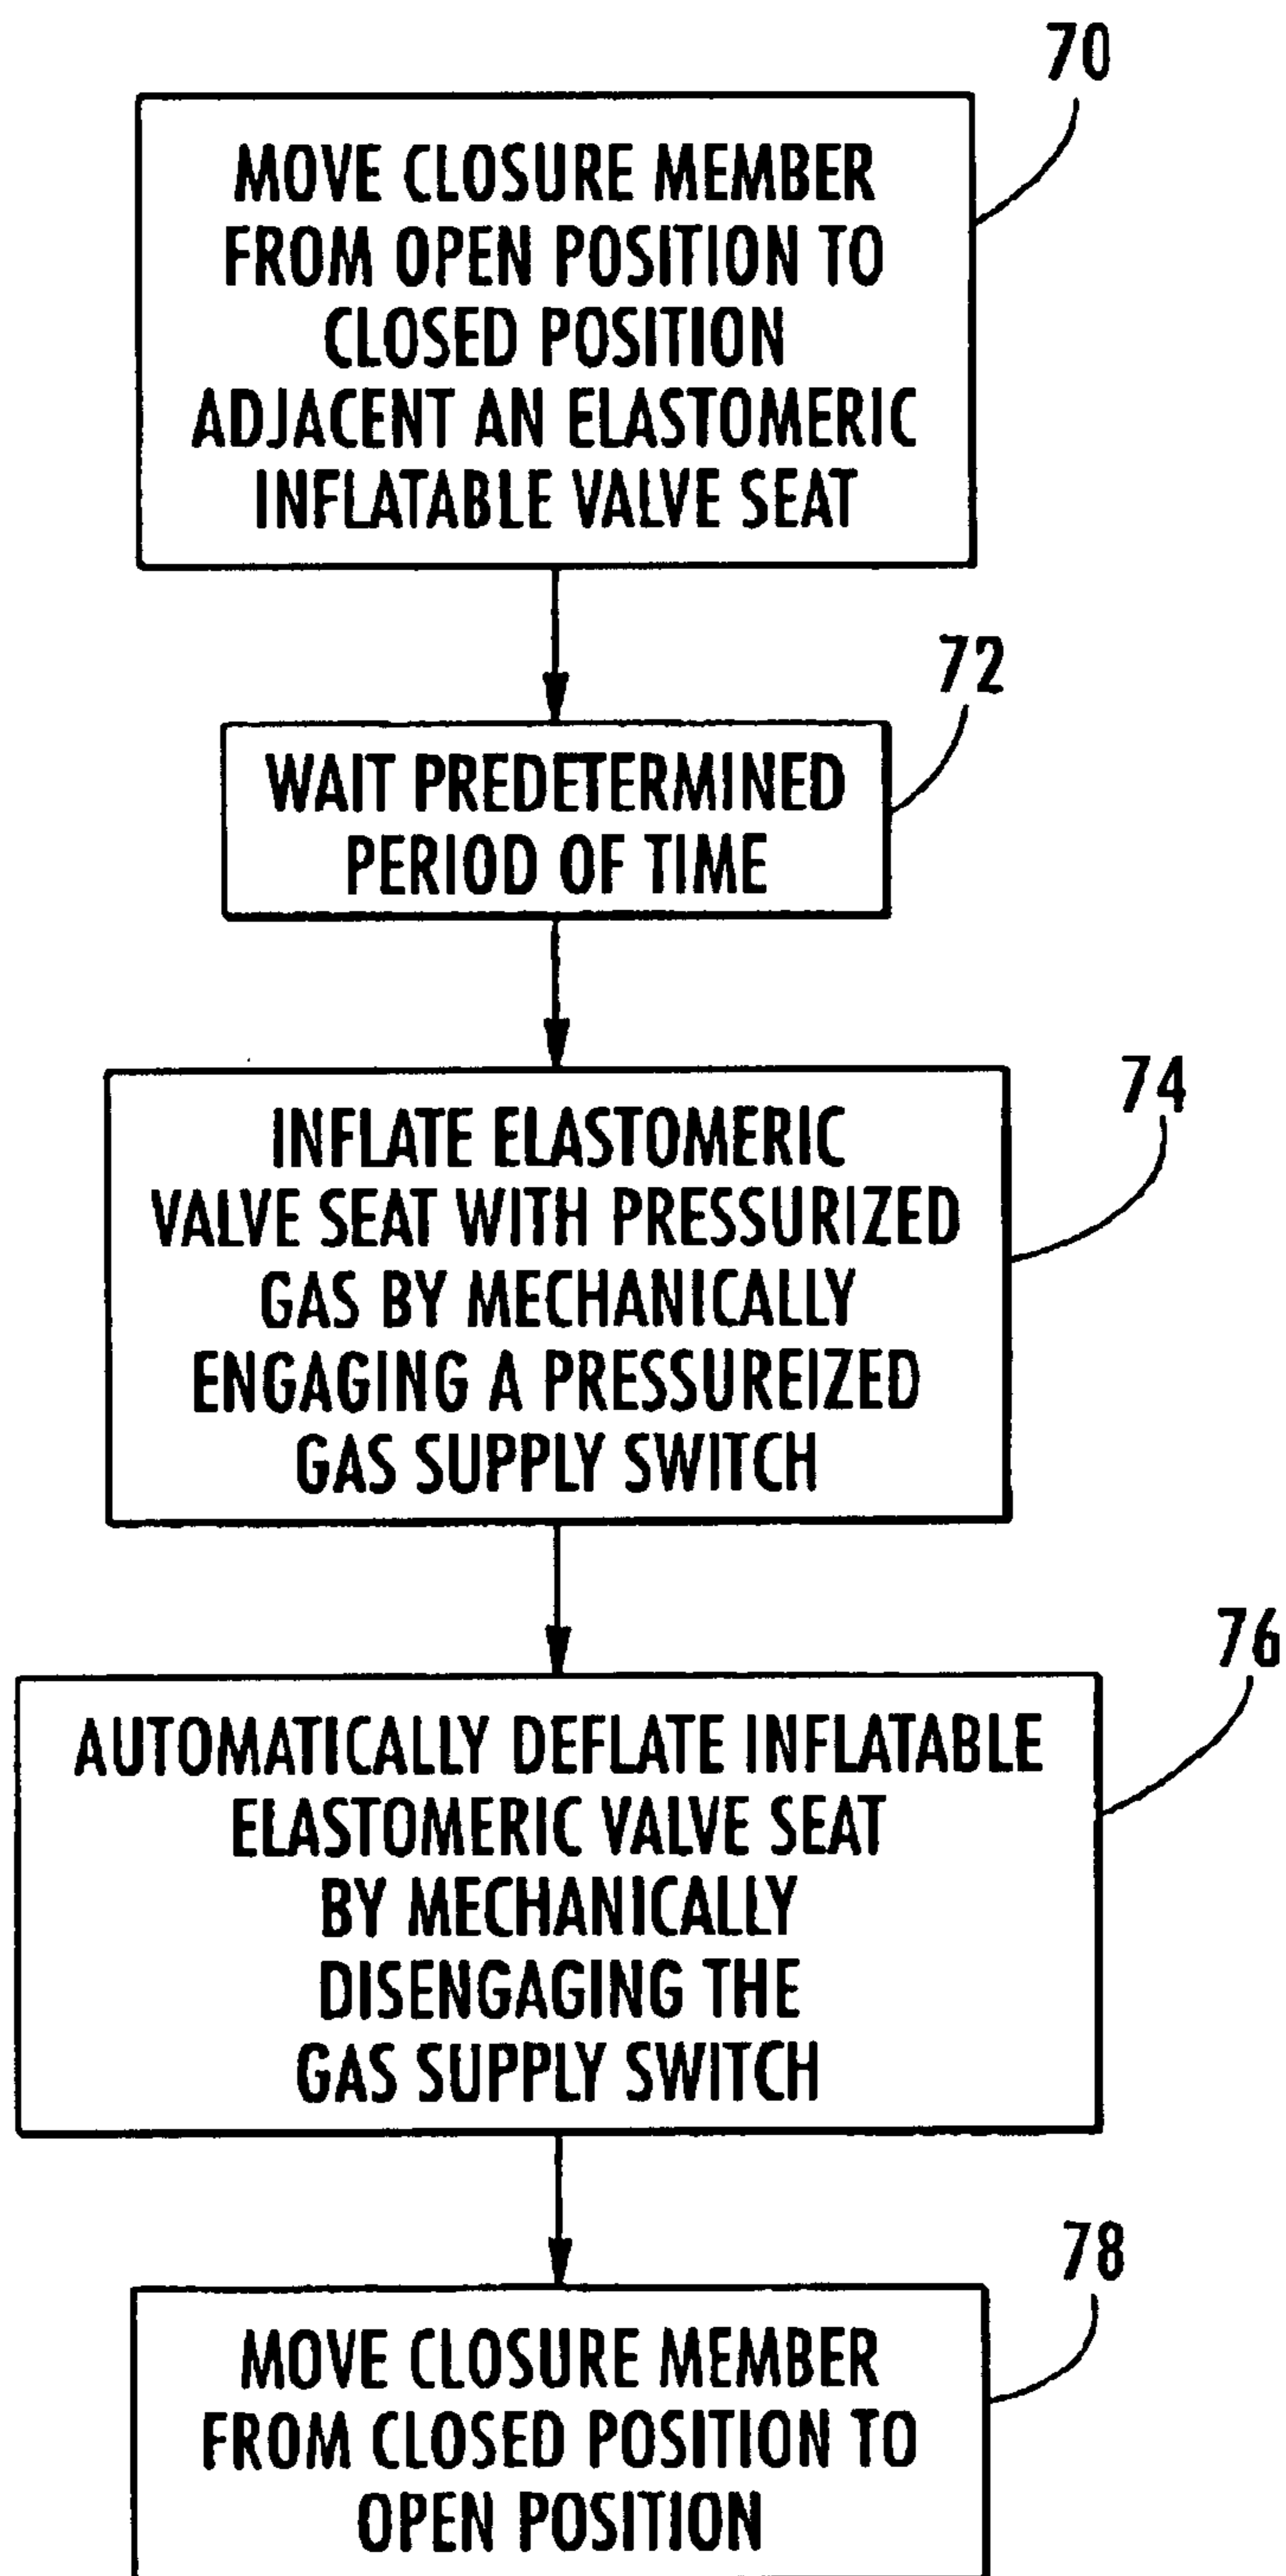 70
MOVE CLOSURE MEMBER
FROM OPEN POSITION TO
CLOSED POSITION
ADJACENT AN ELASTOMERIC
INFLATABLE VALVE SEAT
72
WAIT PREDETERMINED
PERIOD OF TIME
74
INFLATE ELASTOMERIC
VALVE SEAT WITH PRESSURIZED
GAS BY MECHANICALLY
ENGAGING A PRESSUREIZED
GAS SUPPLY SWITCH
76
AUTOMATICALLY DEFLATE INFLATABLE
ELASTOMERIC VALVE SEAT
BY MECHANICALLY
DISENGAGING THE
GAS SUPPLY SWITCH
78
MOVE CLOSURE MEMBER
FROM CLOSED POSITION TO
OPEN POSITION